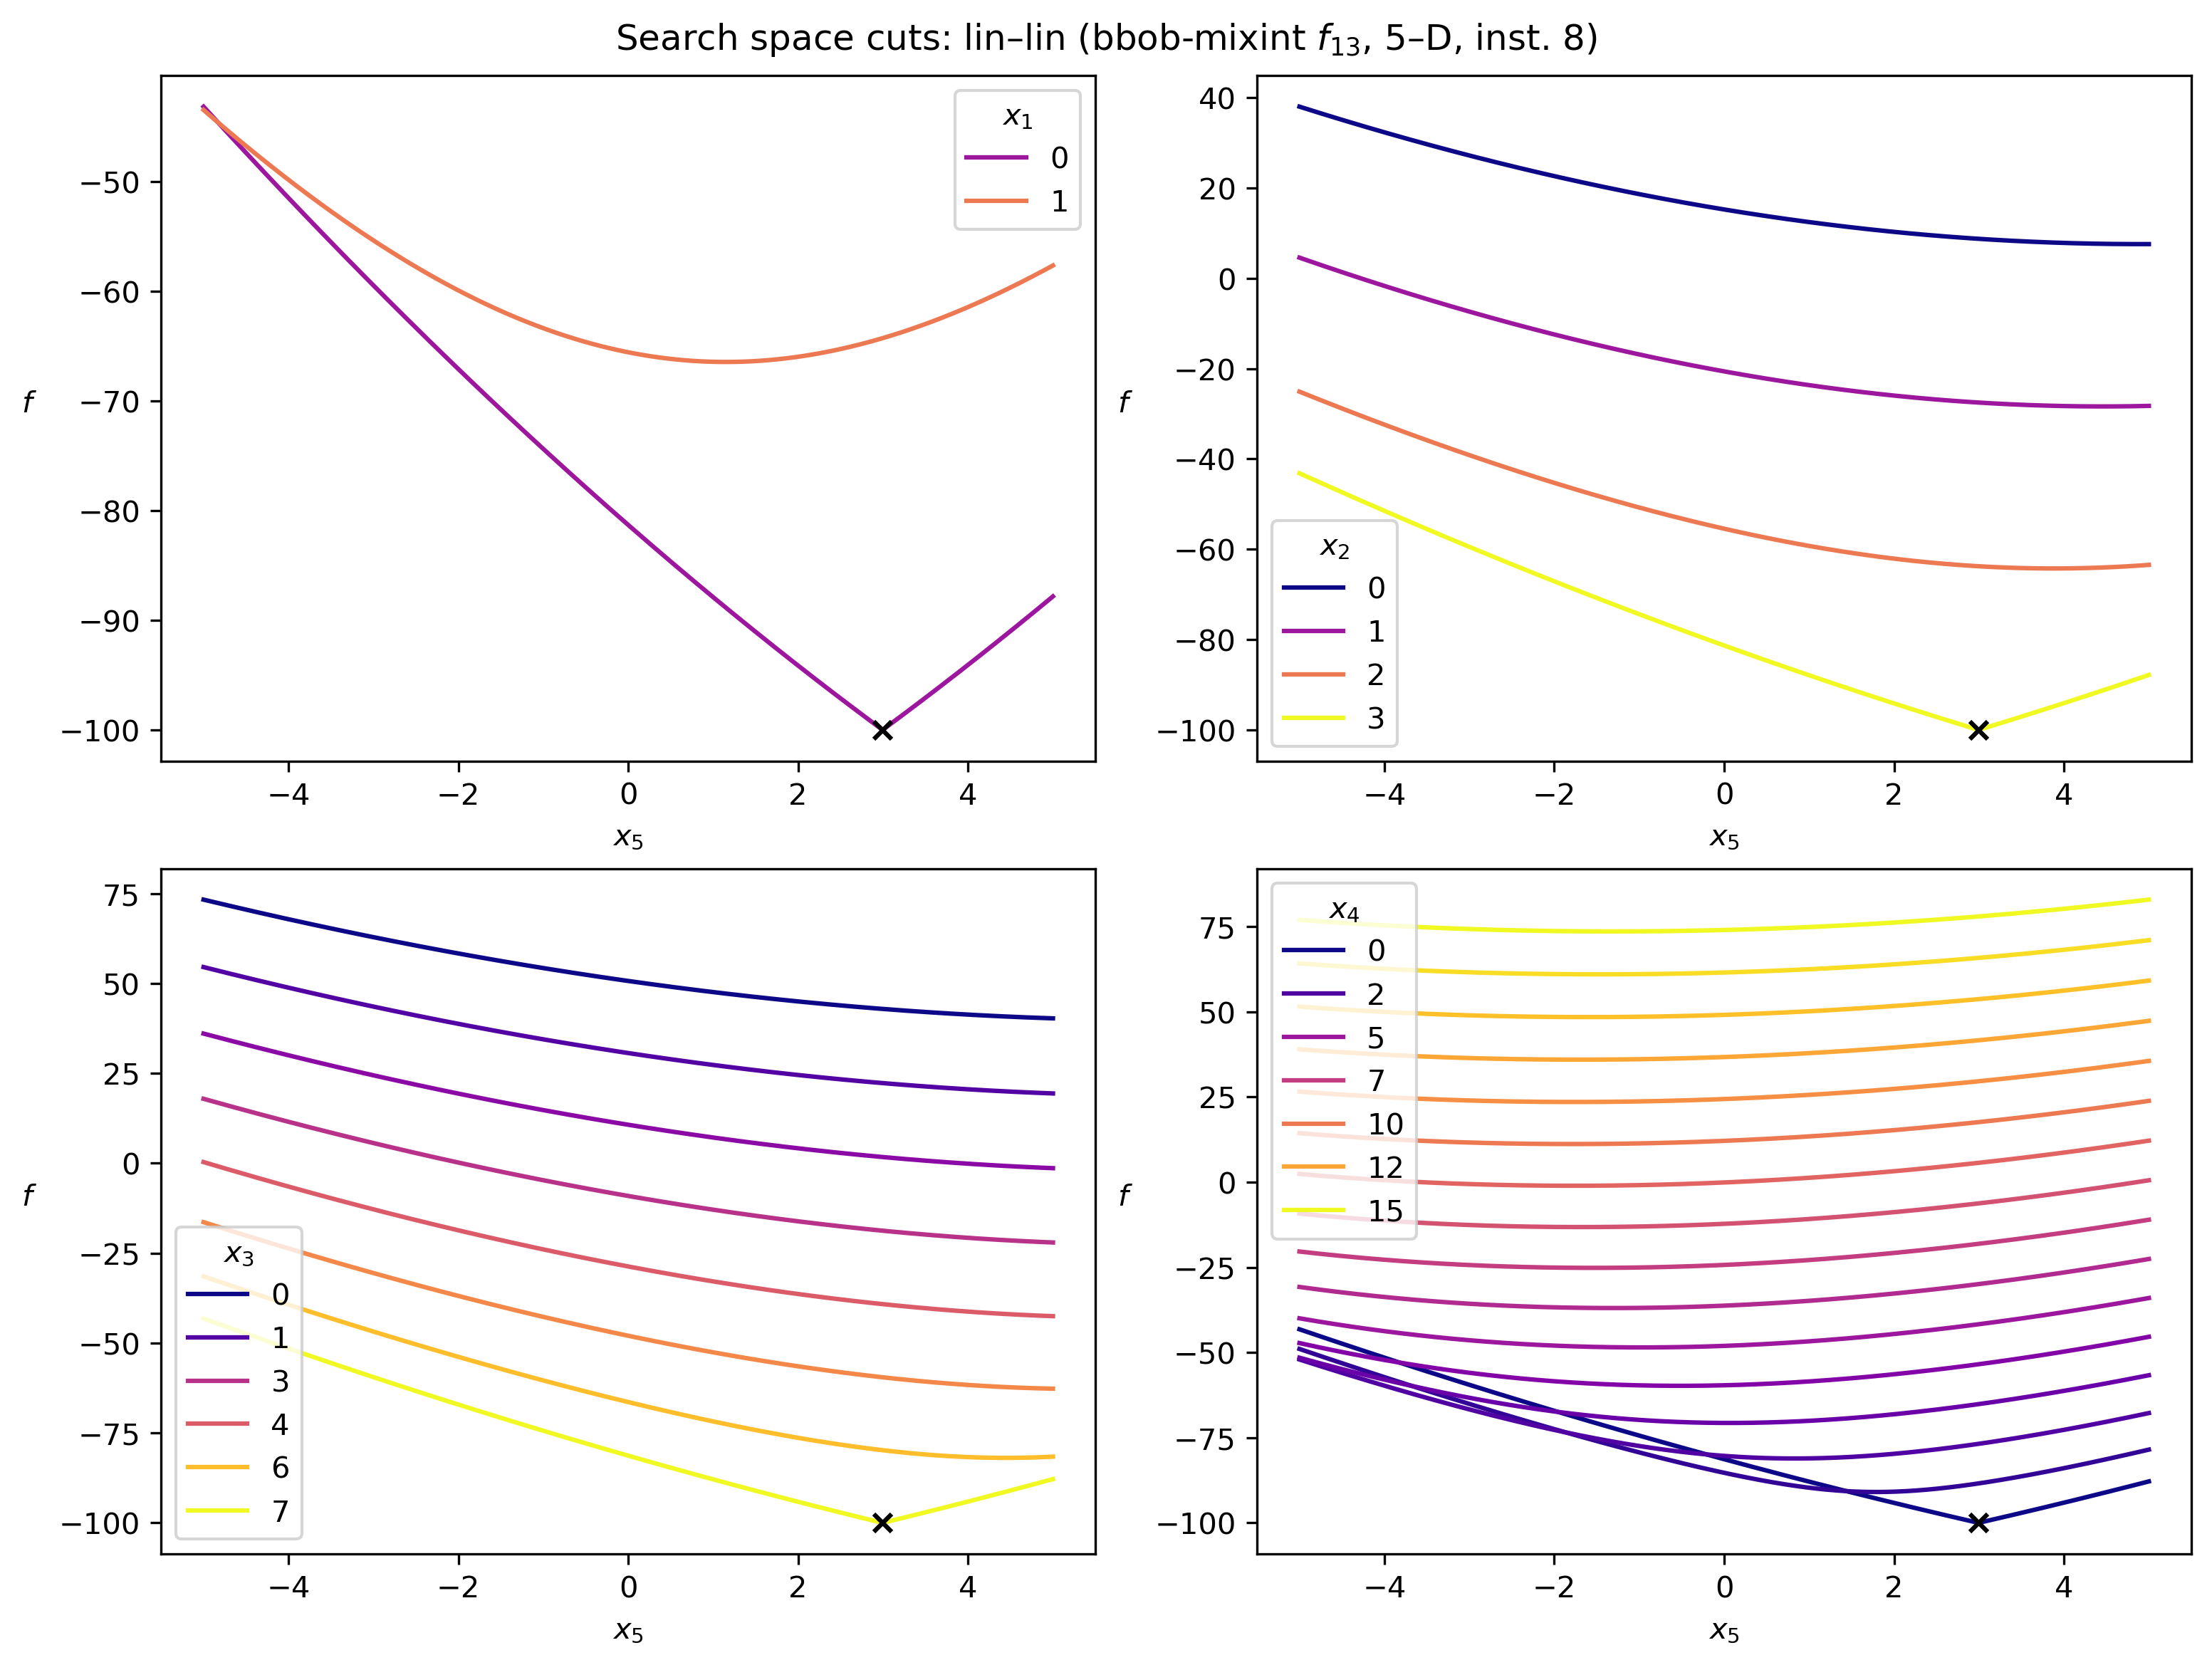 Search space cuts: lin–lin (bbob-mixint f13, 5–D, inst. 8)
−50
−60
−70
−80
−90
−100
f
−4 −2 0 2 4
x5
x1
0
1
40
20
0
−20
−40
−60
−80
−100
f
−4 −2 0 2 4
x5
x2
0
1
2
3
75
50
25
0
−25
−50
−75
−100
f
−4 −2 0 2 4
x5
x3
0
1
3
4
6
7
75
50
25
0
−25
−50
−75
−100
f
−4 −2 0 2 4
x5
x4
0
2
5
7
10
12
15